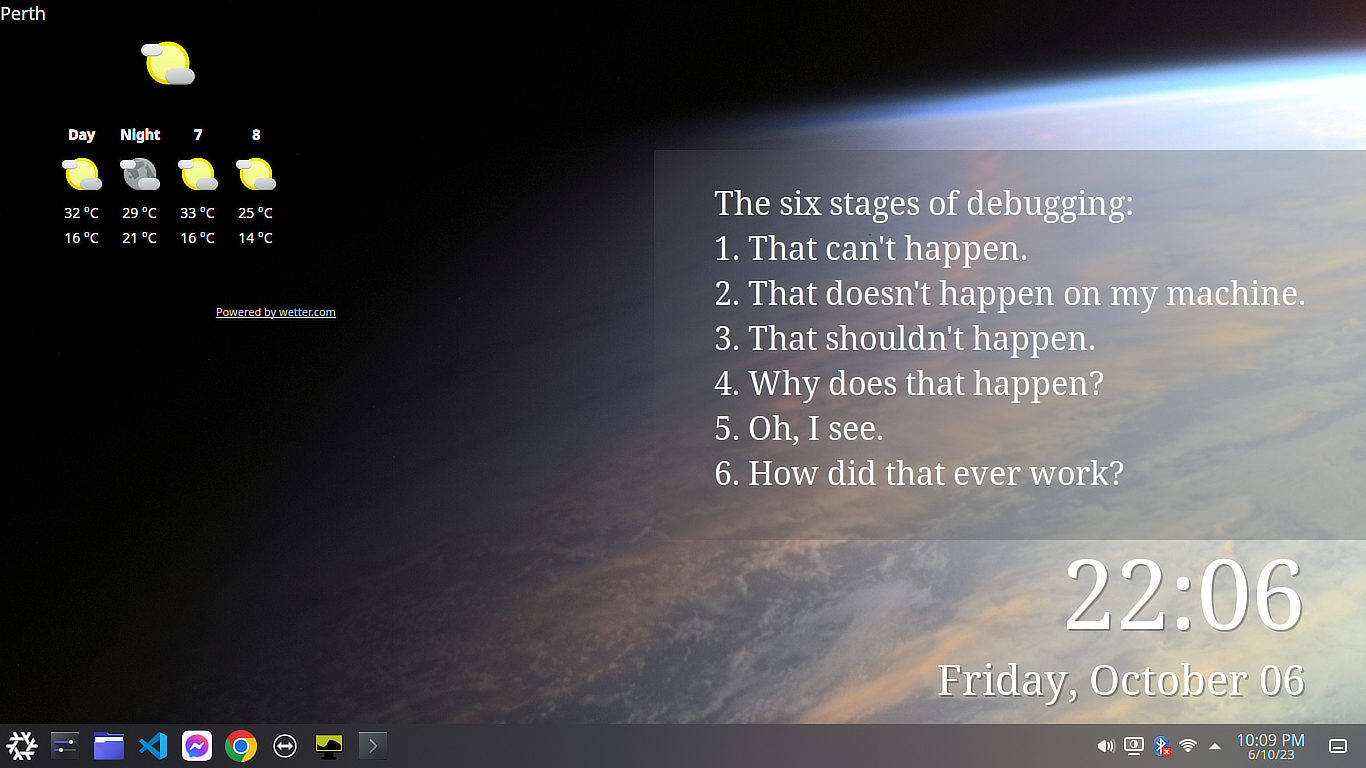 Perth
Day Night 7 8
32 °C 29 °C 33 °C 25 °C
16 °C 21 °C 16 °C 14 °C
Powered by wetter.com
The six stages of debugging:
1. That can't happen.
2. That doesn't happen on my machine.
3. That shouldn't happen.
4. Why does that happen?
5. Oh, I see.
6. How did that ever work?
22:06
Friday, October 06
10:09 PM
6/10/23